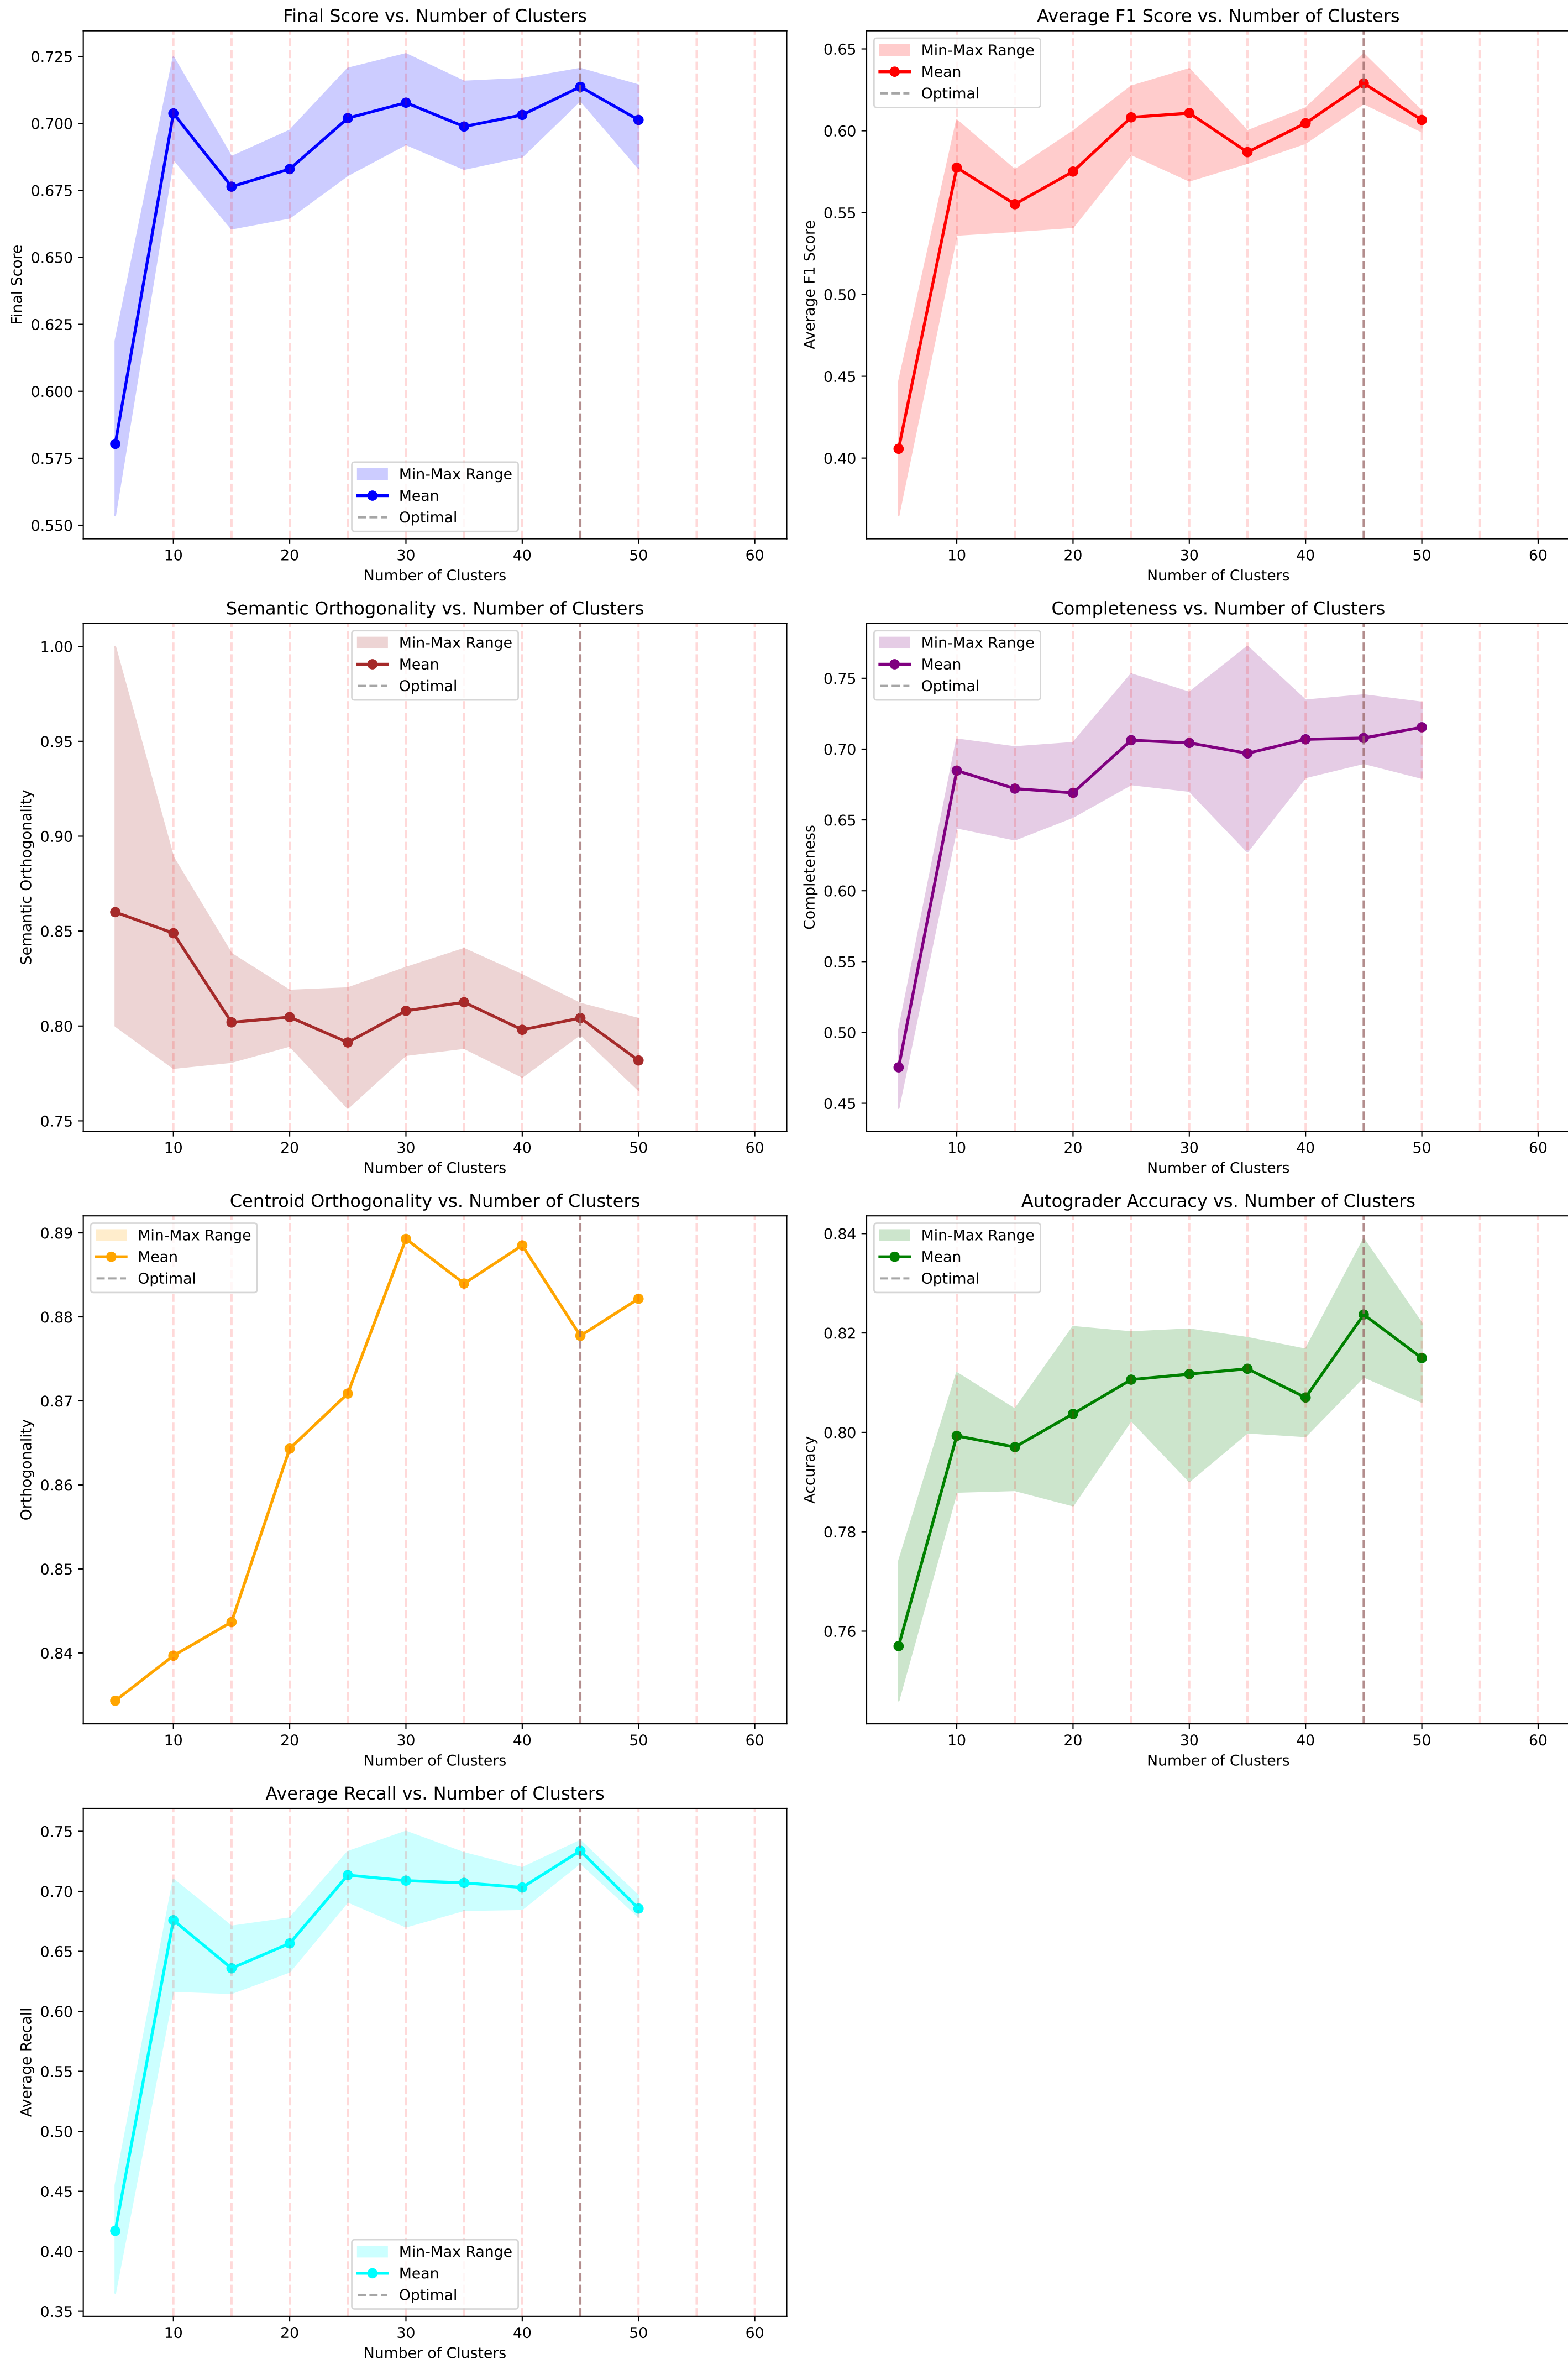 Final Score vs. Number of Clusters
0.725
0.700
0.675
0.650
0.625
0.600
0.575
0.550
Final Score
Min-Max Range
Mean
Optimal
10 20 30 40 50 60
Number of Clusters
Average F1 Score vs. Number of Clusters
0.65
0.60
0.55
0.50
0.45
0.40
Average F1 Score
Min-Max Range
Mean
Optimal
10 20 30 40 50 60
Number of Clusters
Semantic Orthogonality vs. Number of Clusters
1.00
0.95
0.90
0.85
0.80
0.75
Semantic Orthogonality
Min-Max Range
Mean
Optimal
10 20 30 40 50 60
Number of Clusters
Completeness vs. Number of Clusters
0.75
0.70
0.65
0.60
0.55
0.50
0.45
Completeness
Min-Max Range
Mean
Optimal
10 20 30 40 50 60
Number of Clusters
Centroid Orthogonality vs. Number of Clusters
0.89
0.88
0.87
0.86
0.85
0.84
Orthogonality
Min-Max Range
Mean
Optimal
10 20 30 40 50 60
Number of Clusters
Autograder Accuracy vs. Number of Clusters
0.84
0.82
0.80
0.78
0.76
Accuracy
Min-Max Range
Mean
Optimal
10 20 30 40 50 60
Number of Clusters
Average Recall vs. Number of Clusters
0.75
0.70
0.65
0.60
0.55
0.50
0.45
0.40
0.35
Average Recall
Min-Max Range
Mean
Optimal
10 20 30 40 50 60
Number of Clusters